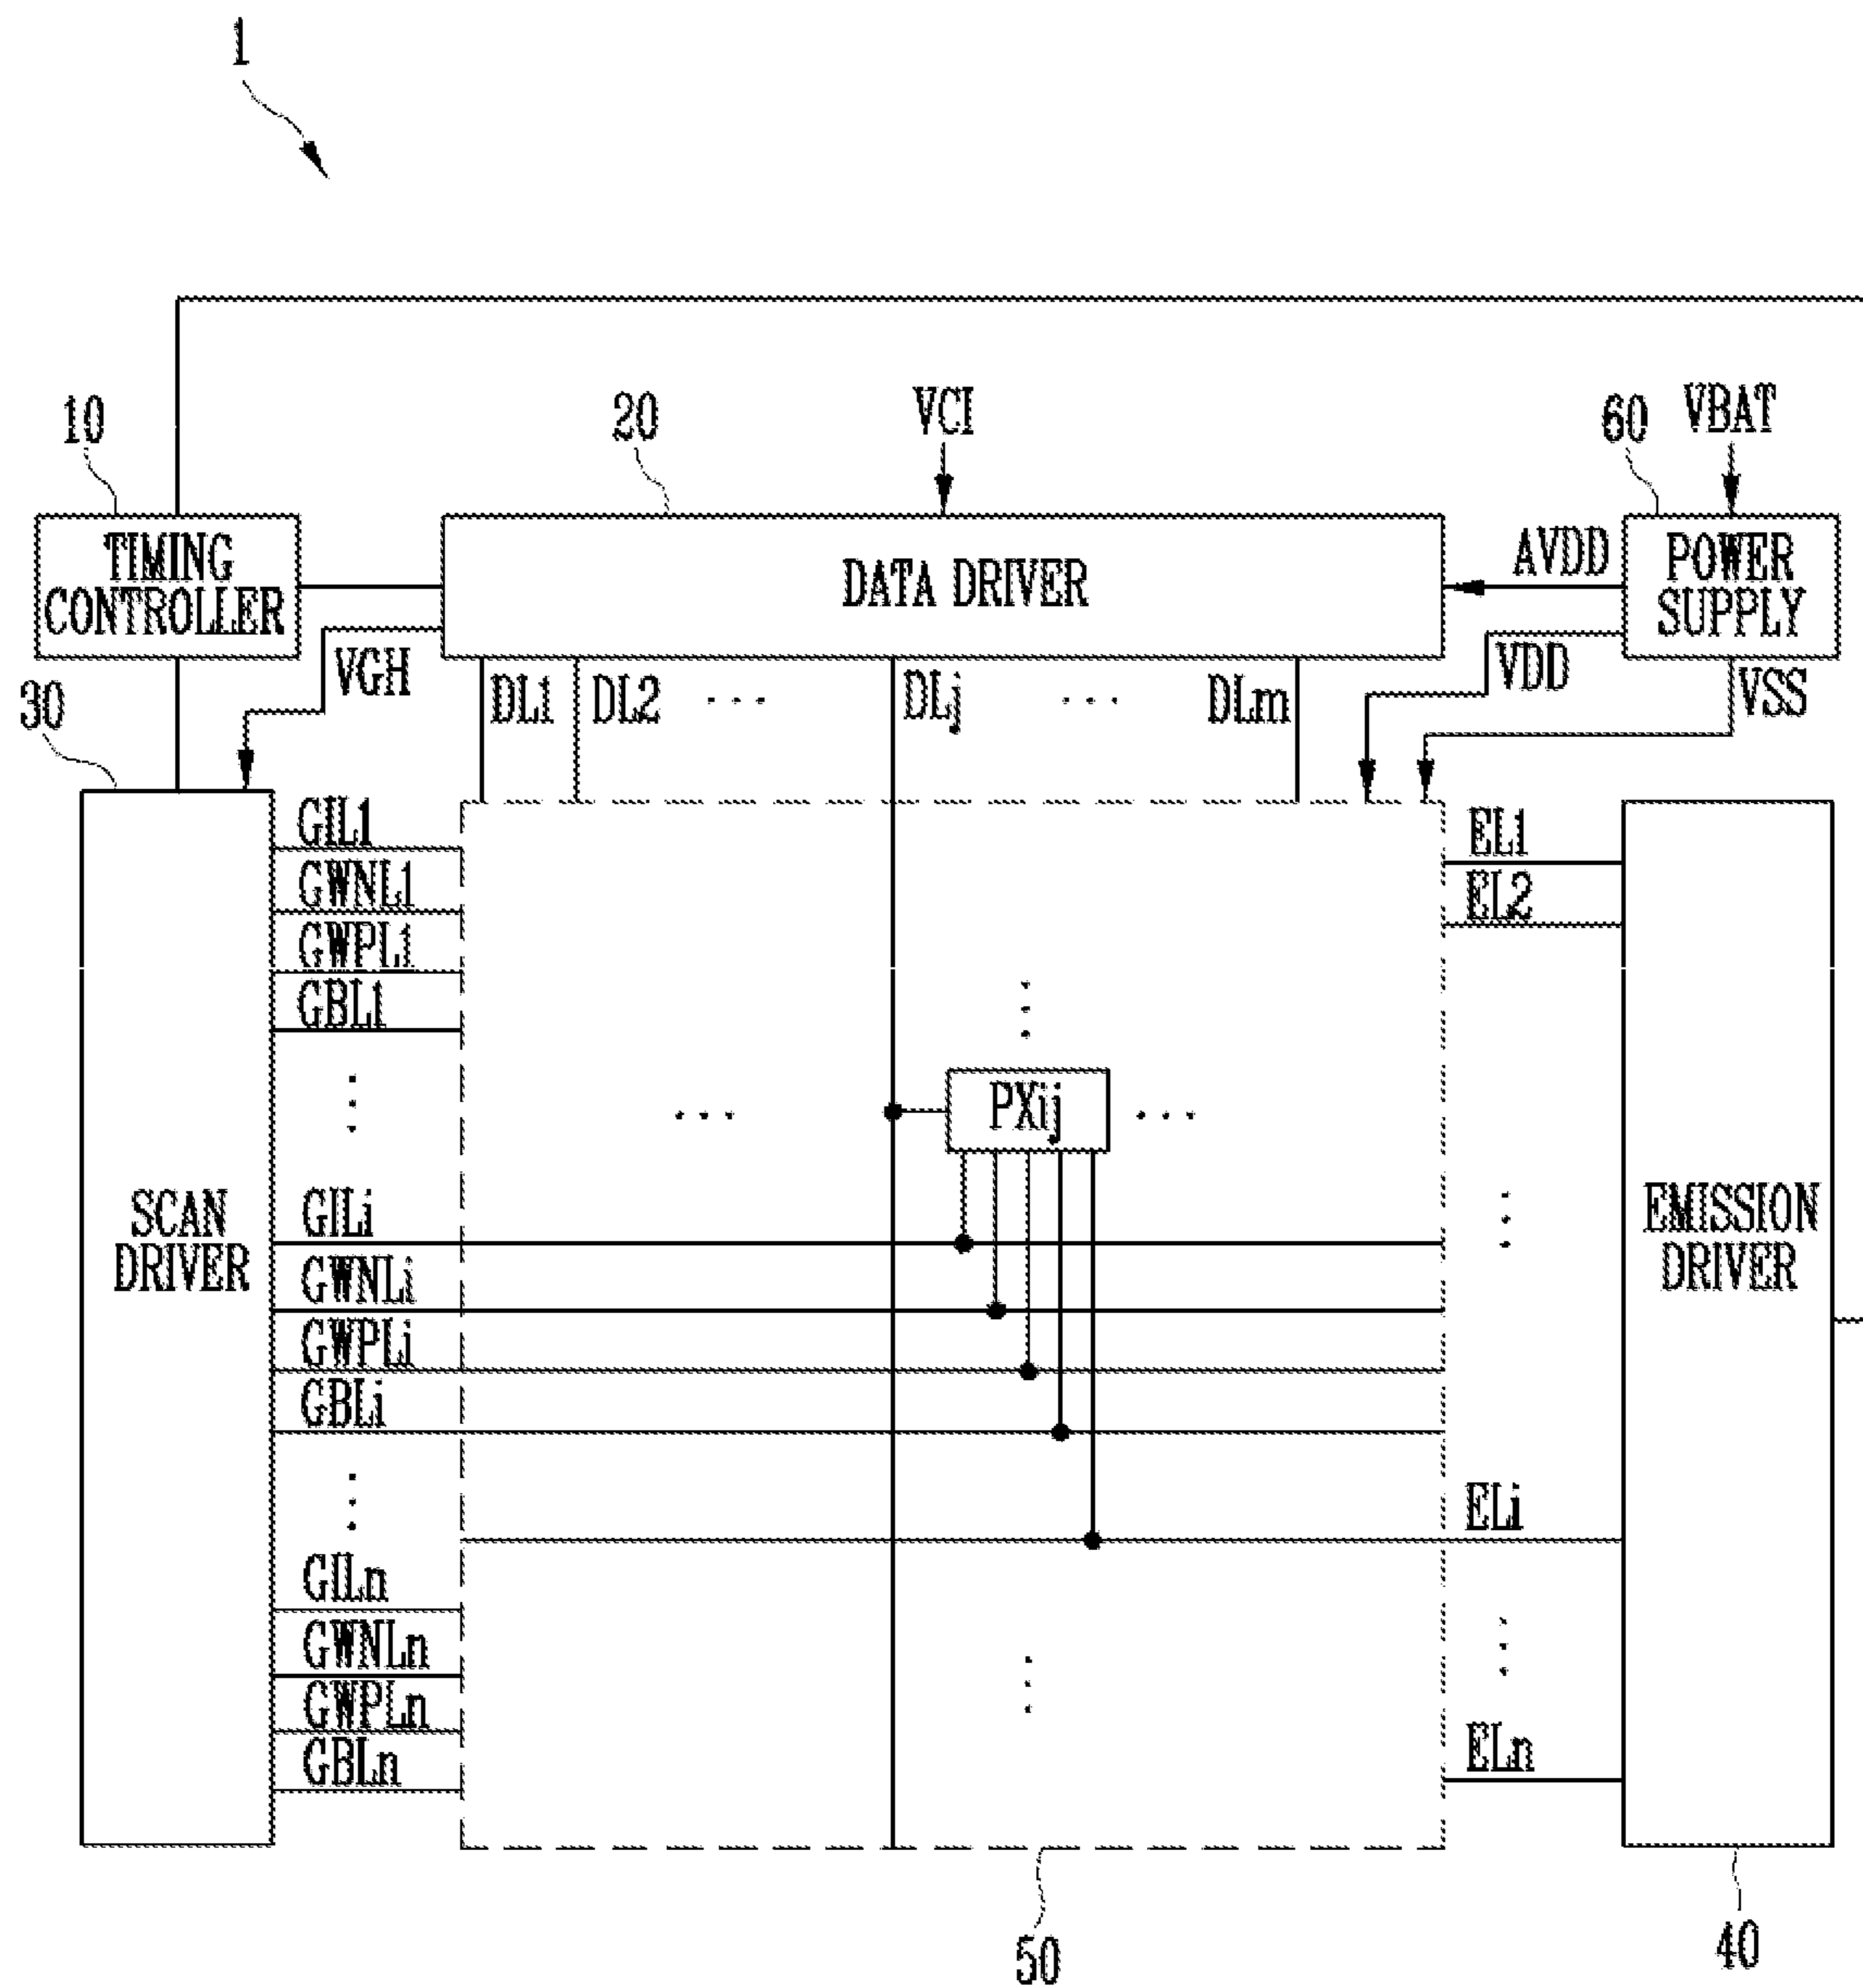 1
10
20
VCI
60
VBAT
TIMING
CONTROLLER
DATA DRIVER
AVDD
POWER
SUPPLY
VGH
VDD
VSS
30
DL1
DL2
...
DLj
...
DLm
GIL1
GWNL1
GWPL1
GBL1
EL1
EL2
PXij
SCAN
DRIVER
GILi
GWNLi
GWPLi
GBLi
EMISSION
DRIVER
ELi
GILn
GWNLn
GWPLn
GBLn
ELn
50
40